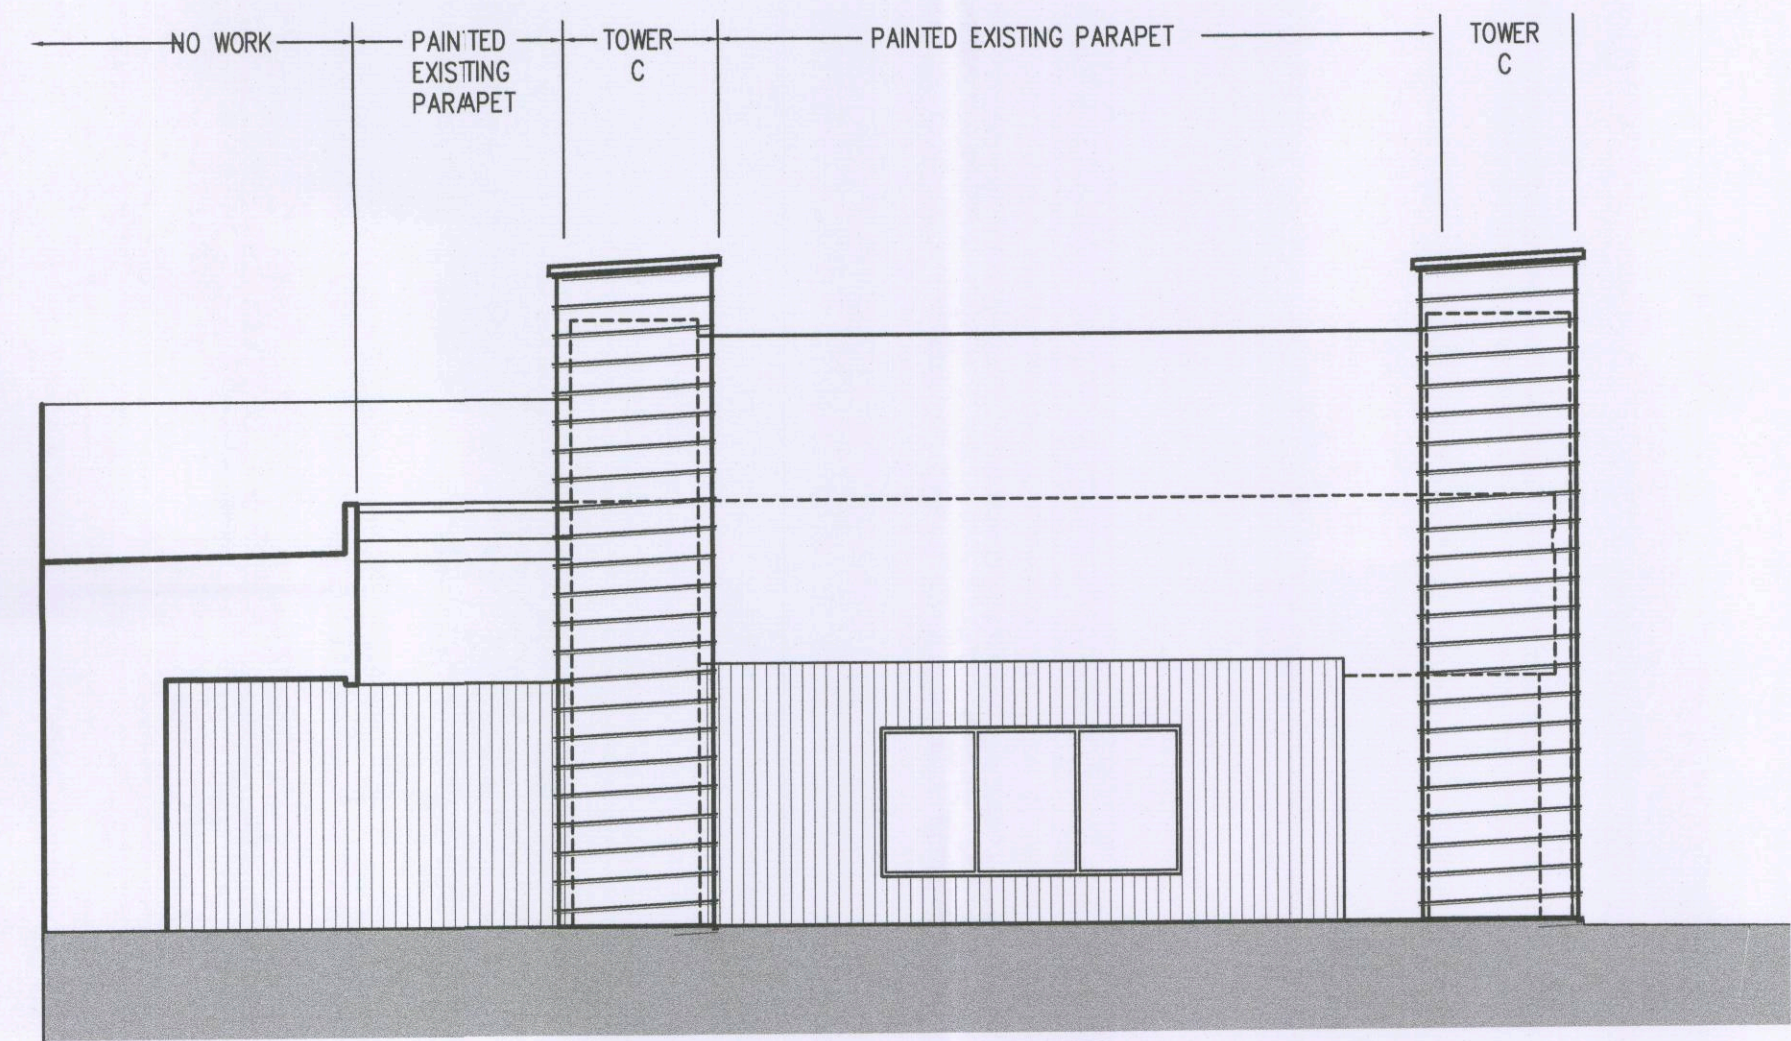 NO WORK
PAINTED
EXISTING
PARAPET
TOWER
C
PAINTED EXISTING PARAPET
TOWER
C